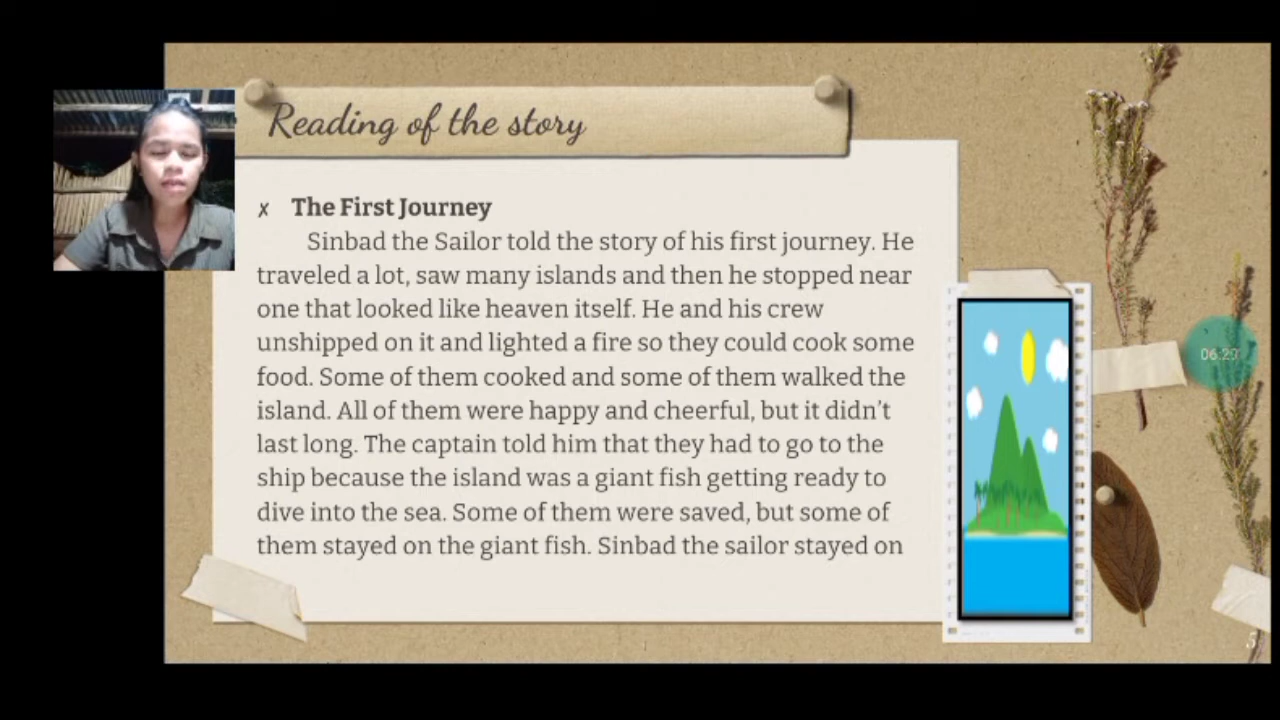 Reading of the story
✗ The First Journey
Sinbad the Sailor told the story of his first journey. He
traveled a lot, saw many islands and then he stopped near
one that looked like heaven itself. He and his crew
unshipped on it and lighted a fire so they could cook some
food. Some of them cooked and some of them walked the
island. All of them were happy and cheerful, but it didn’t
last long. The captain told him that they had to go to the
ship because the island was a giant fish getting ready to
dive into the sea. Some of them were saved, but some of
them stayed on the giant fish. Sinbad the sailor stayed on
06:29
5